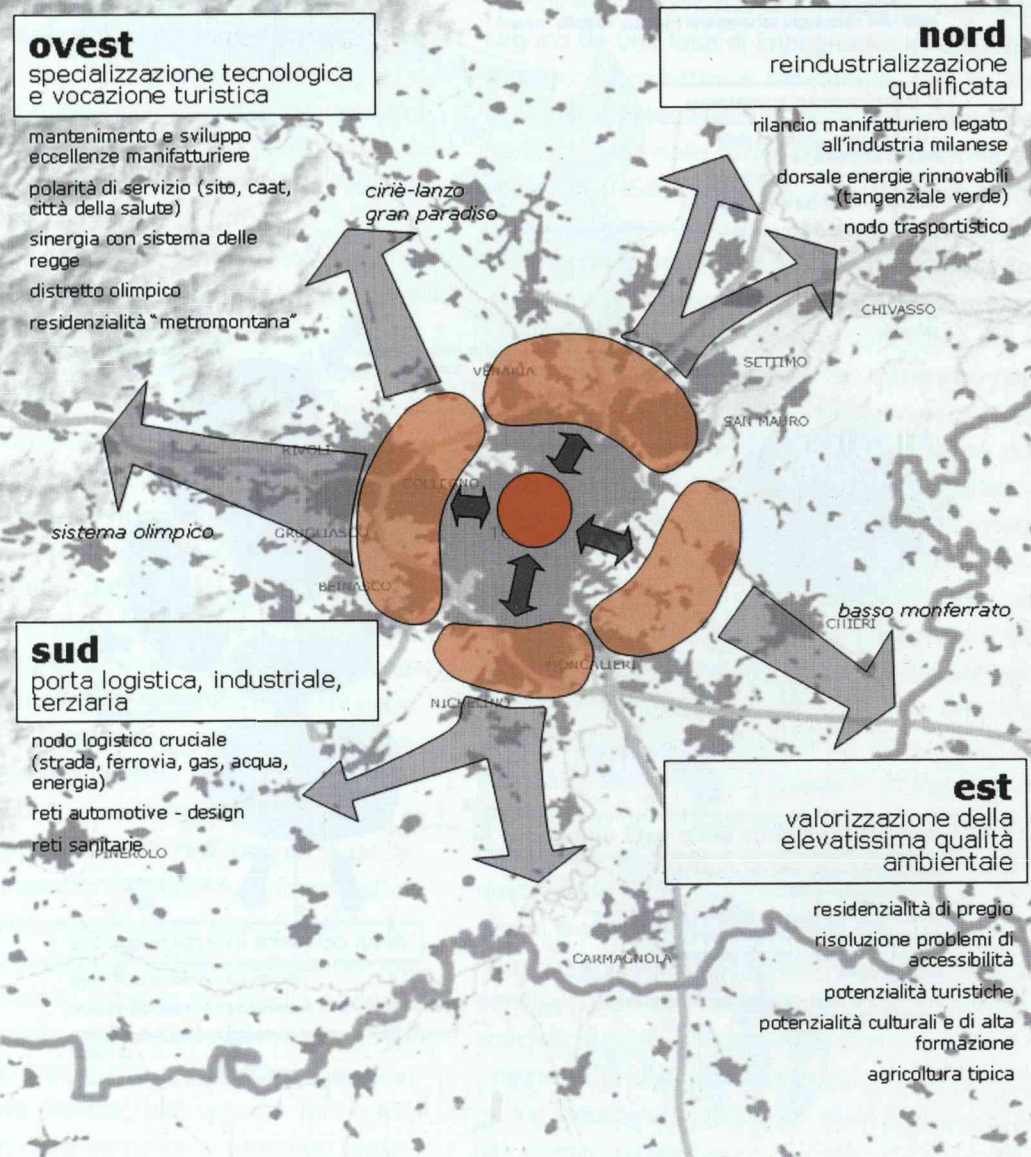 ovest
specializzazione tecnologica
e vocazione turistica
mantenimento e sviluppo
eccellenze manifatturiere
polarità di servizio (sito, caat,
città della salute)
sinergia con sistema delle
regge
distretto olimpico
residenzialità "metromontana"
nord
reindustrializzazione
qualificata
rilancio manifatturiero legato
all'industria milanese
dorsale energie rinnovabili
(tangenziale verde)
nodo trasportistico
ciriè-lanzo
gran paradiso
CHIVASSO
SETTIMO
VENARIA
SAN MAURO
RIVOLI
COLLEGNO
sistema olimpico
GRUGLIASCO
BEINASCO
basso monferrato
CHIERI
MONCALIERI
NICHELINO
sud
porta logistica, industriale,
terziaria
nodo logistico cruciale
(strada, ferrovia, gas, acqua,
energia)
reti automotive - design
reti sanitarie
PINEROLO
CARMAGNOLA
est
valorizzazione della
elevatissima qualità
ambientale
residenzialità di pregio
risoluzione problemi di
accessibilità
potenzialità turistiche
potenzialità culturali e di alta
formazione
agricoltura tipica